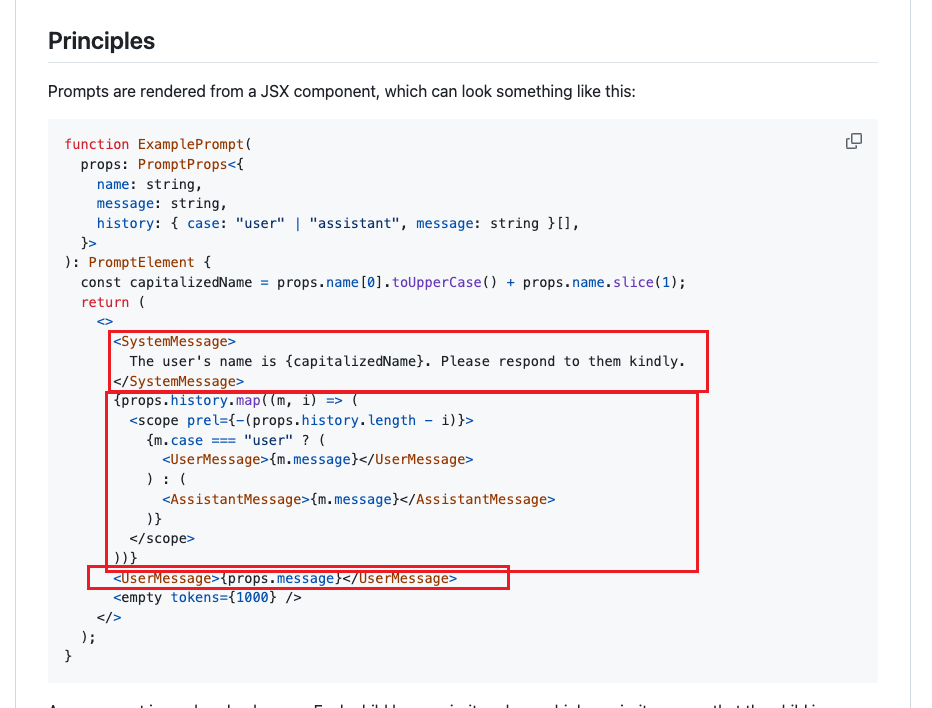 Principles
Prompts are rendered from a JSX component, which can look something like this:
function ExamplePrompt(
  props: PromptProps<{
    name: string,
    message: string,
    history: { case: "user" | "assistant", message: string }[],
  }>
): PromptElement {
  const capitalizedName = props.name[0].toUpperCase() + props.name.slice(1);
  return (
    <>
      <SystemMessage>
        The user's name is {capitalizedName}. Please respond to them kindly.
      </SystemMessage>
      {props.history.map((m, i) => (
        <scope prel={-(props.history.length - i)}>
          {m.case === "user" ? (
            <UserMessage>{m.message}</UserMessage>
          ) : (
            <AssistantMessage>{m.message}</AssistantMessage>
          )}
        </scope>
      ))}
      <UserMessage>{props.message}</UserMessage>
      <empty tokens={1000} />
    </>
  );
}